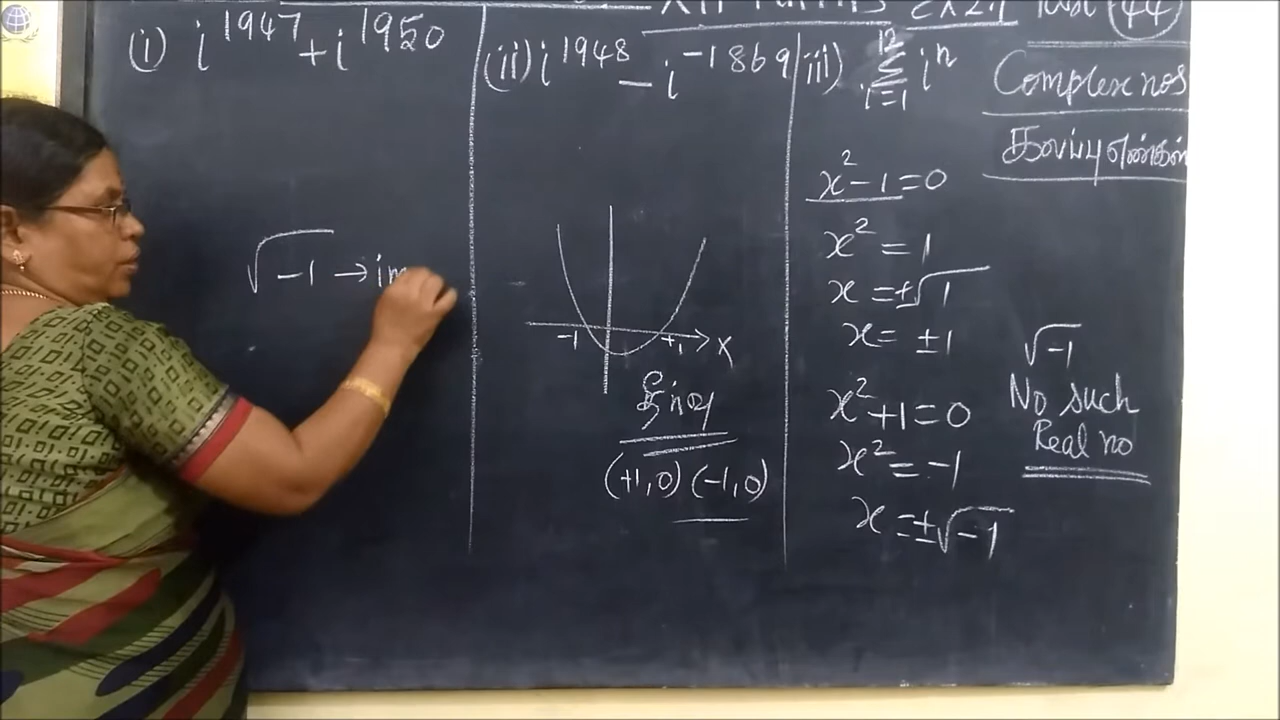 (i) i^1947 + i^1950
(ii) i^1948 - i^-1869
iii) 12 Σ i=1 i^n
44
Complex nos
கலப்பு எண்கள்
√-1 → im
-1 +1 X
தீர்வு
(+1,0) (-1,0)
x² - 1 = 0
x² = 1
x = ±√1
x = ±1
x² + 1 = 0
x² = -1
x = ±√-1
√-1
No such
Real no